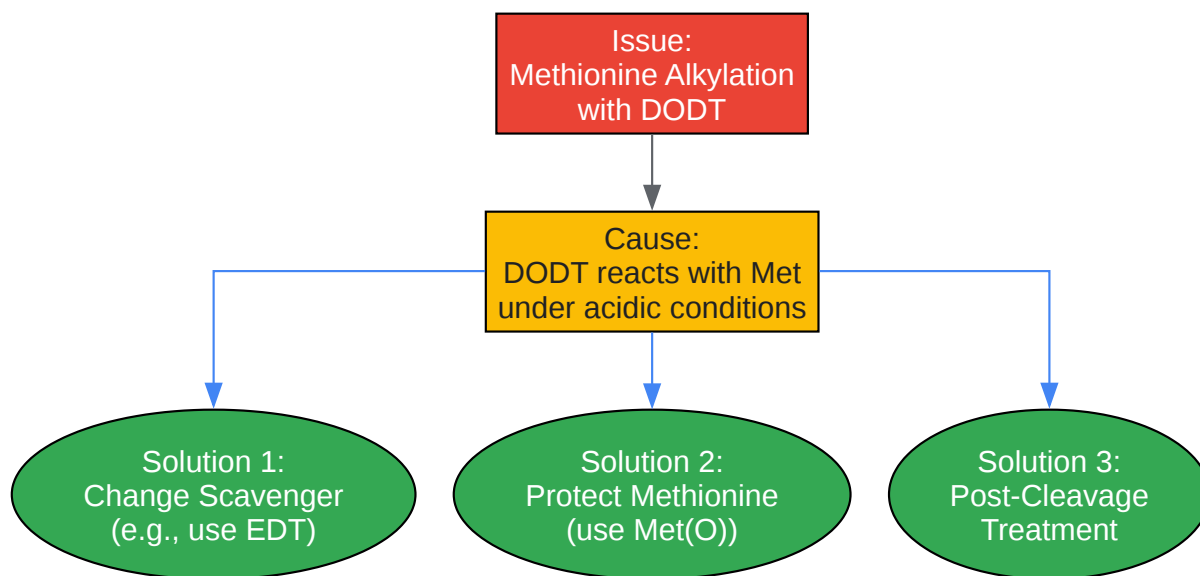 Issue:
Methionine Alkylation
with DODT
Cause:
DODT reacts with Met
under acidic conditions
Solution 1:
Change Scavenger
(e.g., use EDT)
Solution 2:
Protect Methionine
(use Met(O))
Solution 3:
Post-Cleavage
Treatment